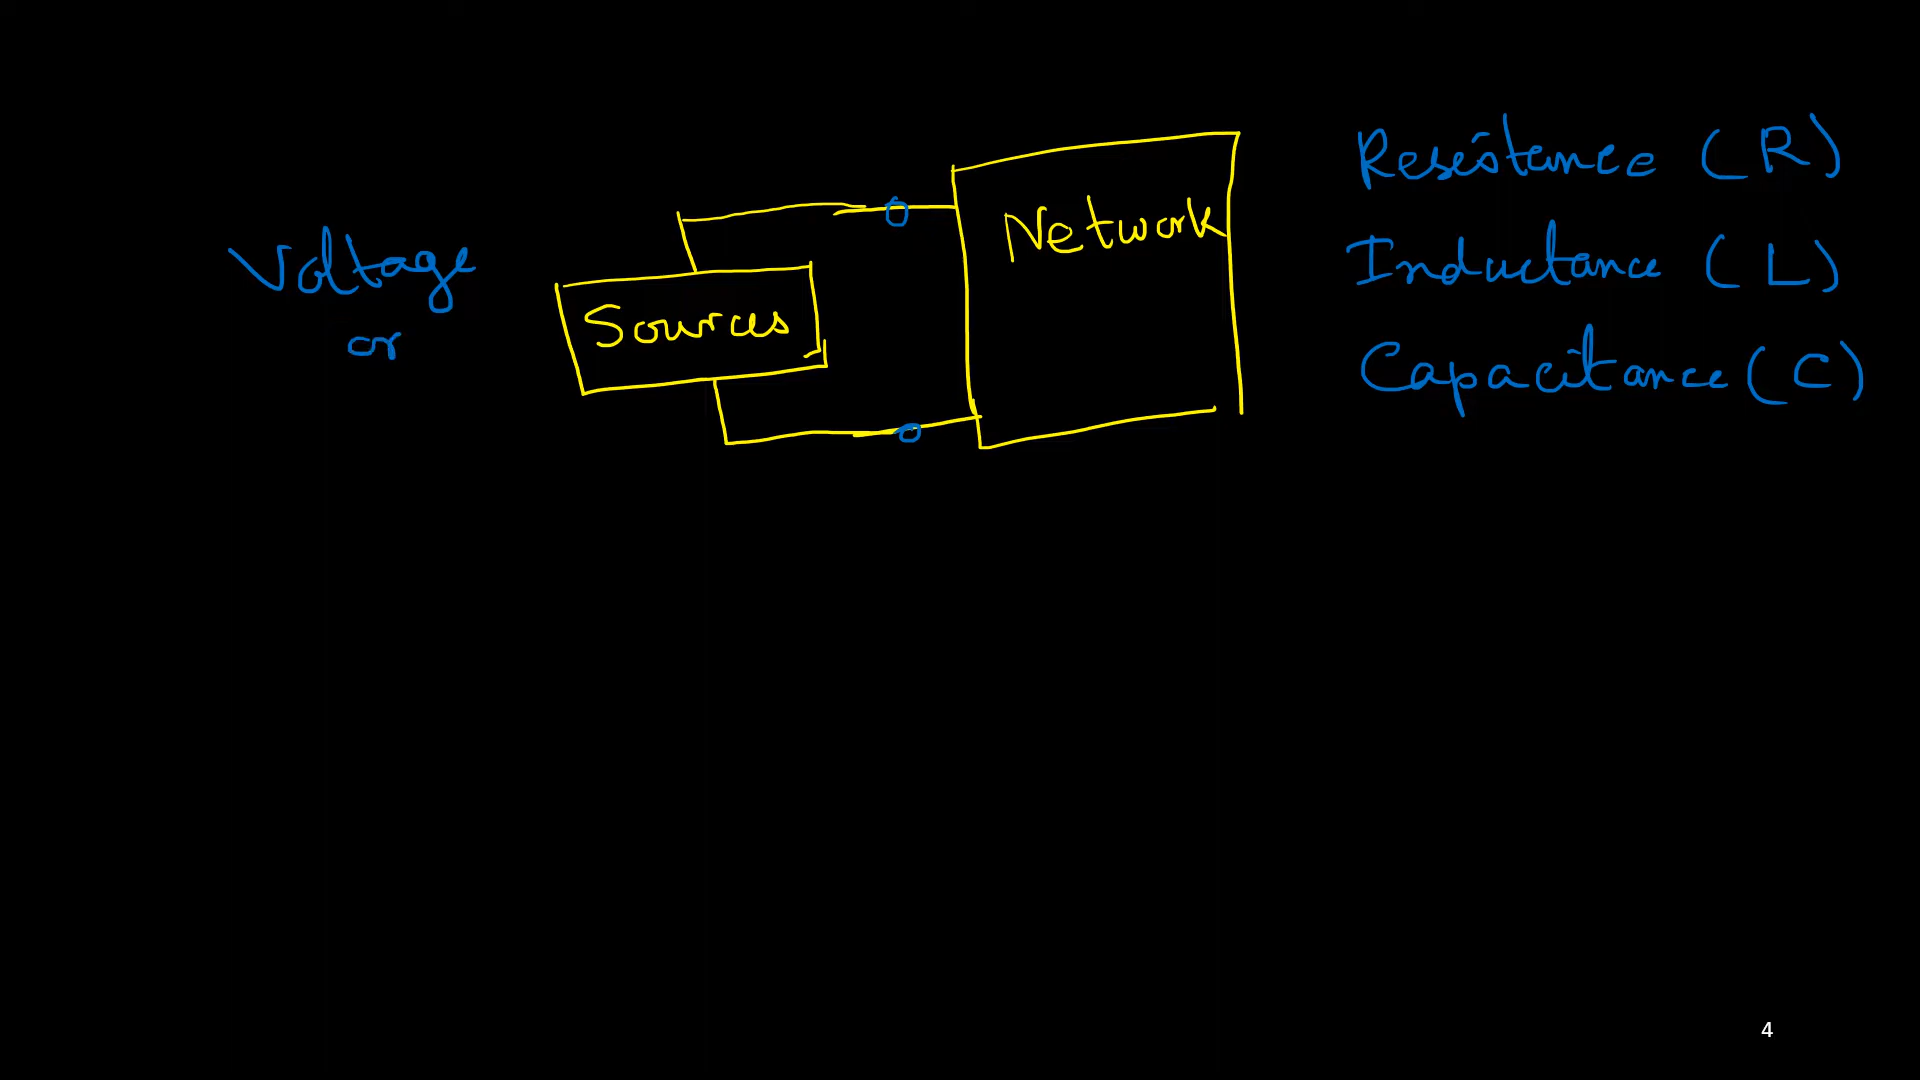 Voltage
or
Sources
Network
Resistance (R)
Inductance (L)
Capacitance (C)
4